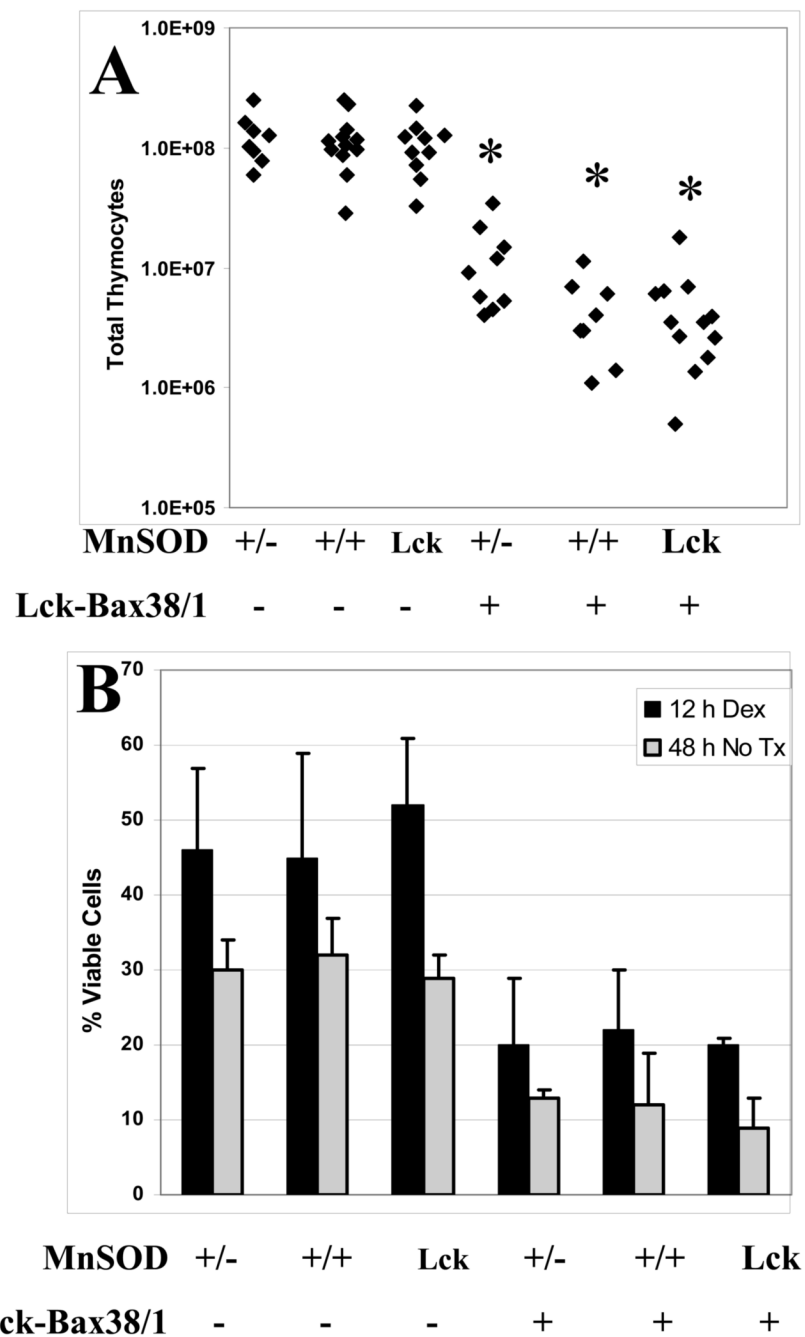 A
1.0E+09
1.0E+08
1.0E+07
1.0E+06
1.0E+05
Total Thymocytes
* * *
MnSOD +/- +/+ Lck +/- +/+ Lck
Lck-Bax38/1 - - - + + +
B
70
60
50
40
30
20
10
0
% Viable Cells
12 h Dex
48 h No Tx
MnSOD +/- +/+ Lck +/- +/+ Lck
ck-Bax38/1 - - - + + +